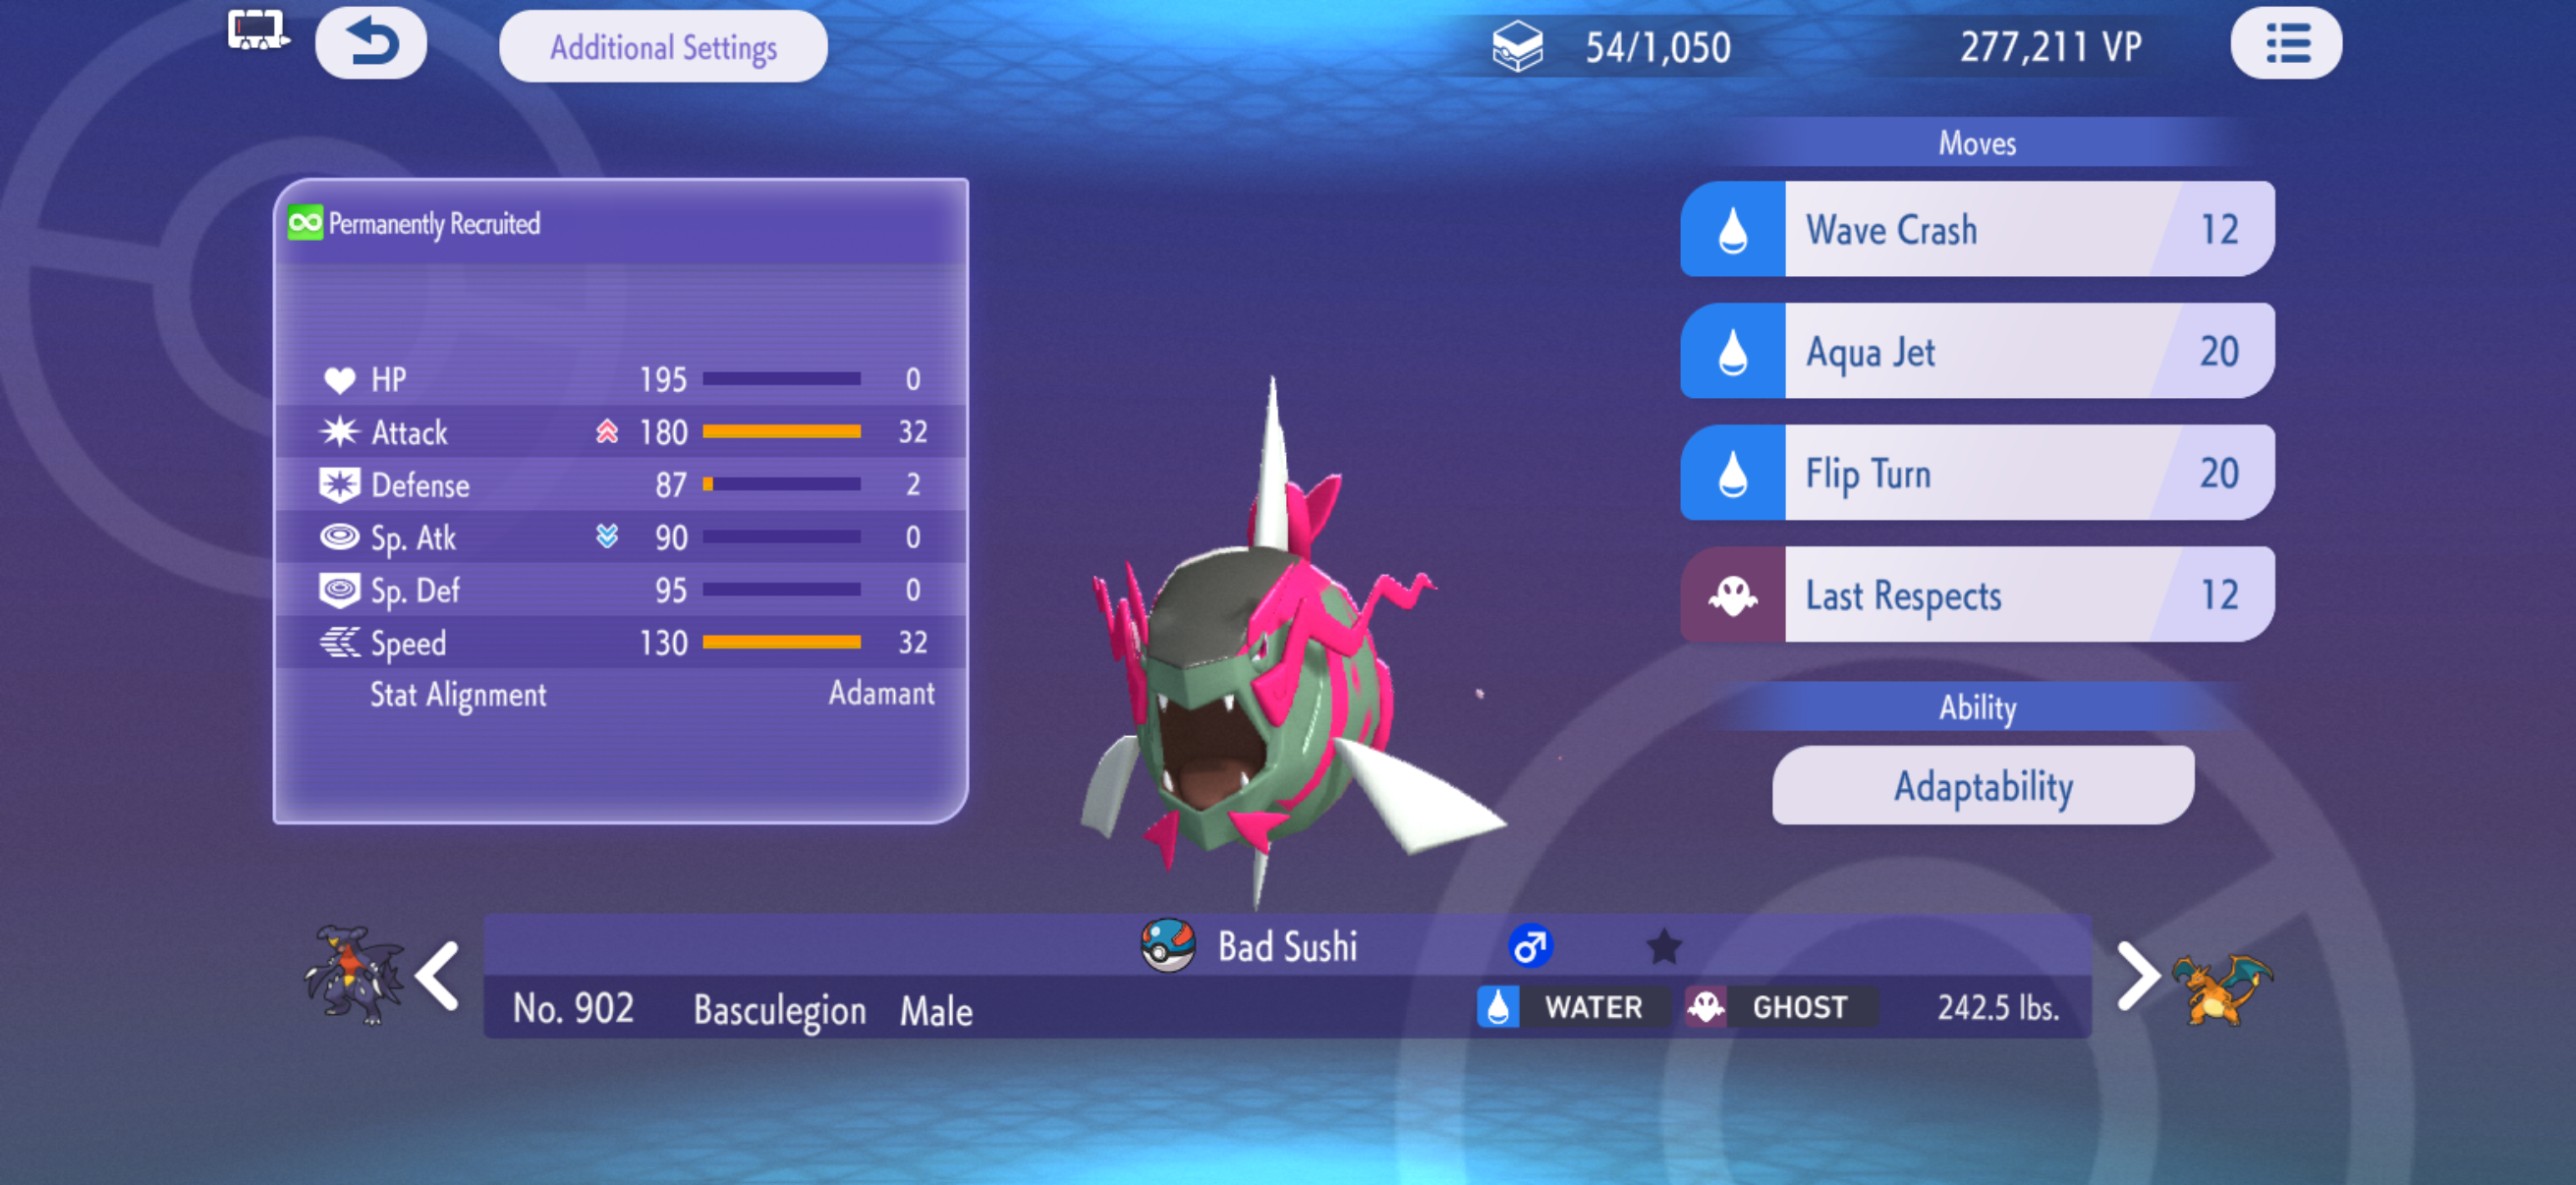 Additional Settings
54/1,050
277,211 VP
Permanently Recruited
HP 195 0
Attack 180 32
Defense 87 2
Sp. Atk 90 0
Sp. Def 95 0
Speed 130 32
Stat Alignment Adamant
Moves
Wave Crash 12
Aqua Jet 20
Flip Turn 20
Last Respects 12
Ability
Adaptability
Bad Sushi
No. 902 Basculegion Male WATER GHOST 242.5 lbs.